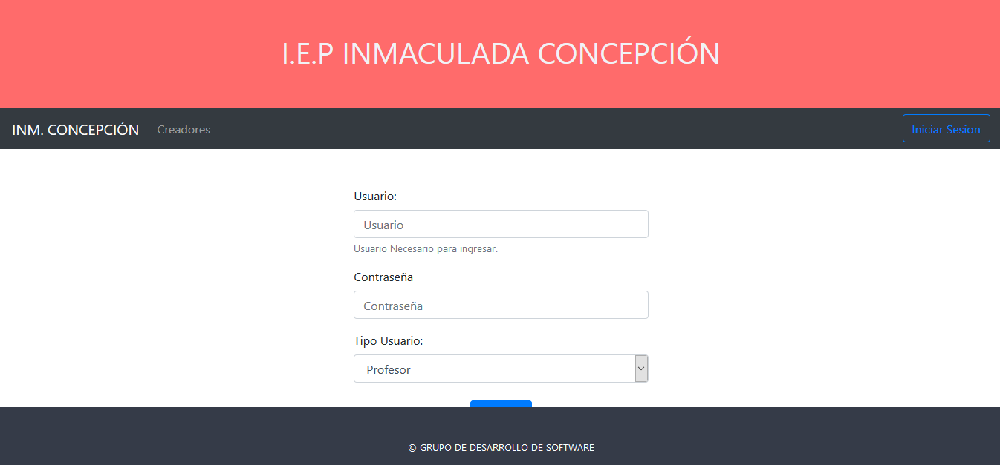 I.E.P INMACULADA CONCEPCIÓN
INM. CONCEPCIÓN Creadores Iniciar Sesion
Usuario:
Usuario
Usuario Necesario para ingresar.
Contraseña
Contraseña
Tipo Usuario:
Profesor
© GRUPO DE DESARROLLO DE SOFTWARE